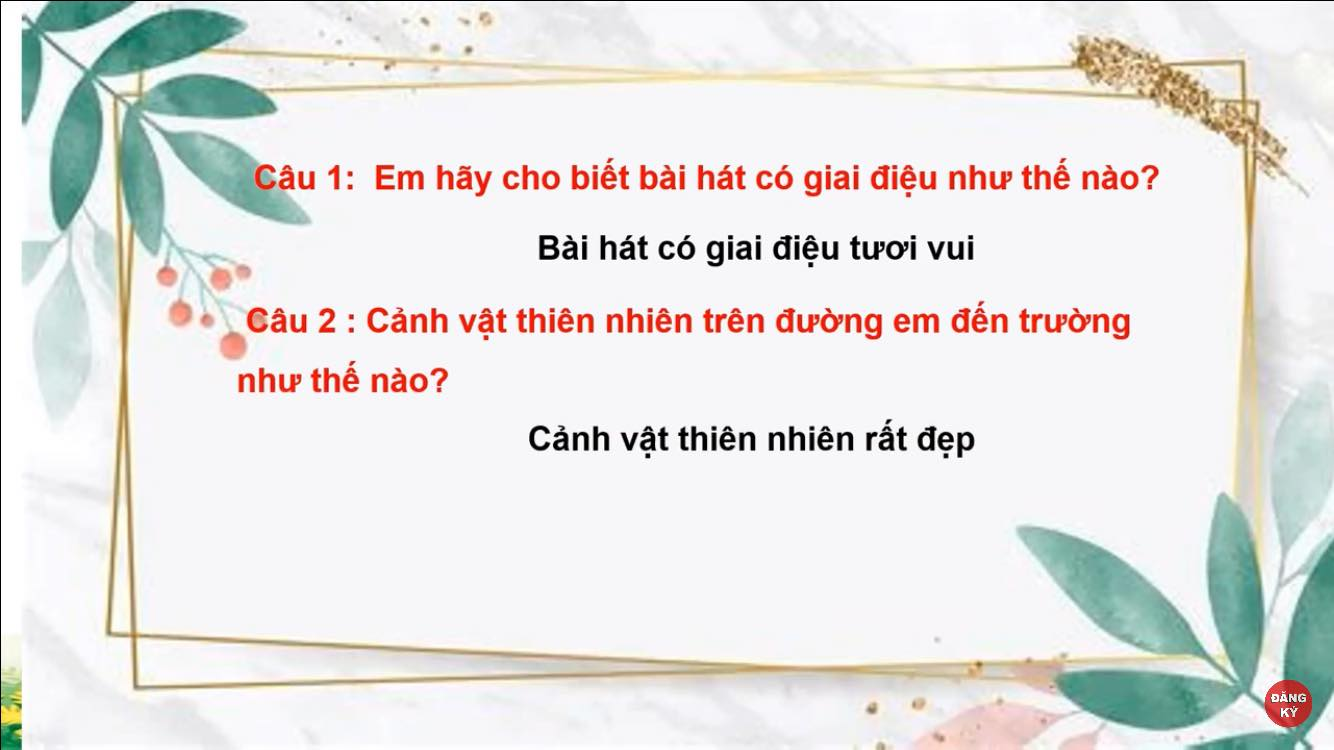 Câu 1: Em hãy cho biết bài hát có giai điệu như thế nào?
Bài hát có giai điệu tươi vui
Câu 2 : Cảnh vật thiên nhiên trên đường em đến trường
như thế nào?
Cảnh vật thiên nhiên rất đẹp
ĐĂNG
KÝ